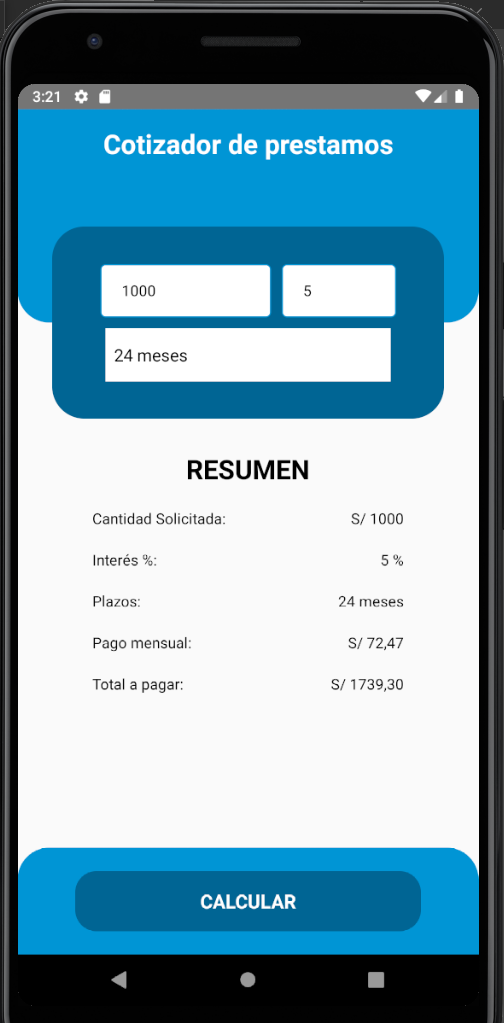 3:21
Cotizador de prestamos
1000 5
24 meses
RESUMEN
Cantidad Solicitada: S/ 1000
Interés %: 5 %
Plazos: 24 meses
Pago mensual: S/ 72,47
Total a pagar: S/ 1739,30
CALCULAR